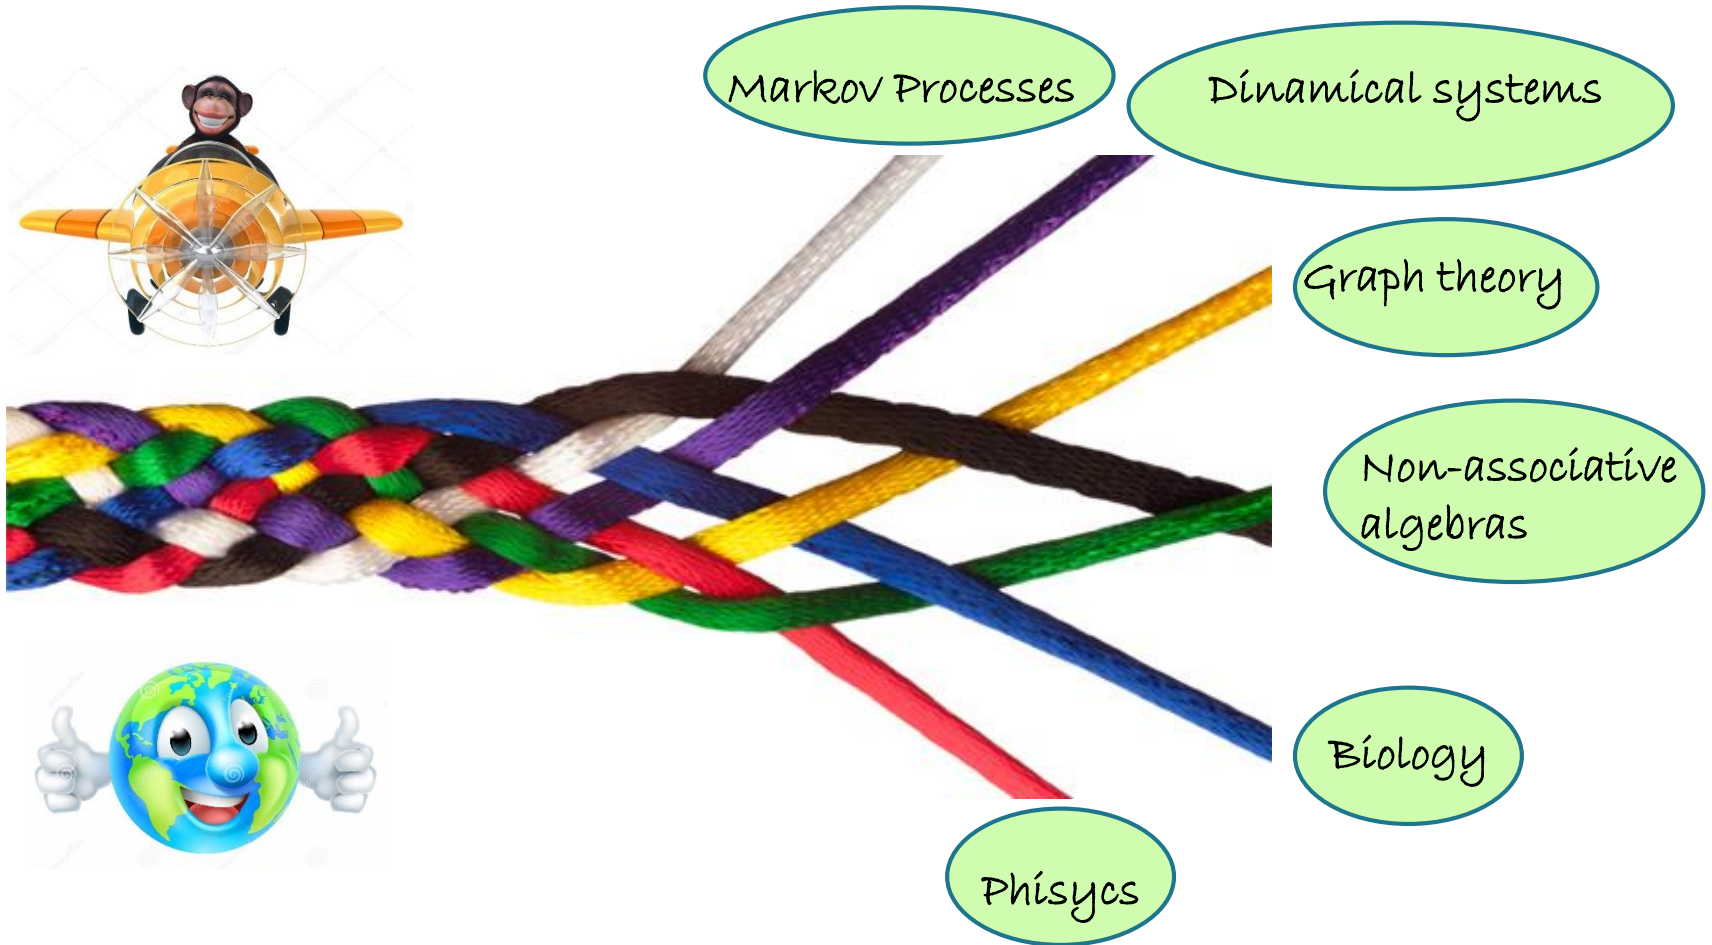 Markov Processes
Dinamical systems
Graph theory
Non-associative
algebras
Biology
Phisycs